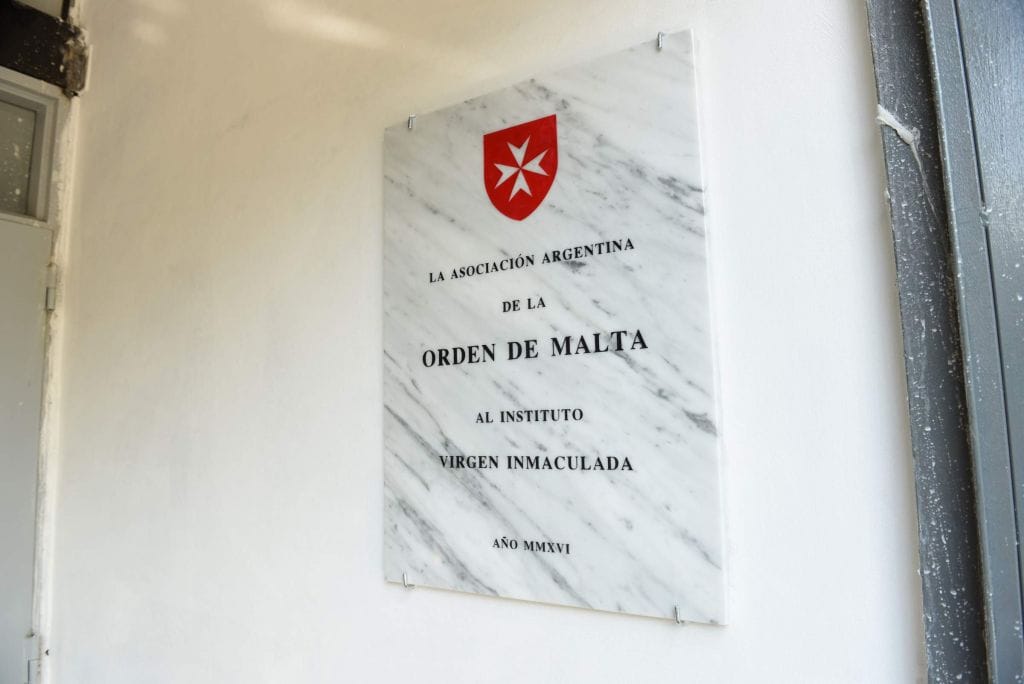 LA ASOCIACIÓN ARGENTINA
DE LA
ORDEN DE MALTA
AL INSTITUTO
VIRGEN INMACULADA
AÑO MMXVI